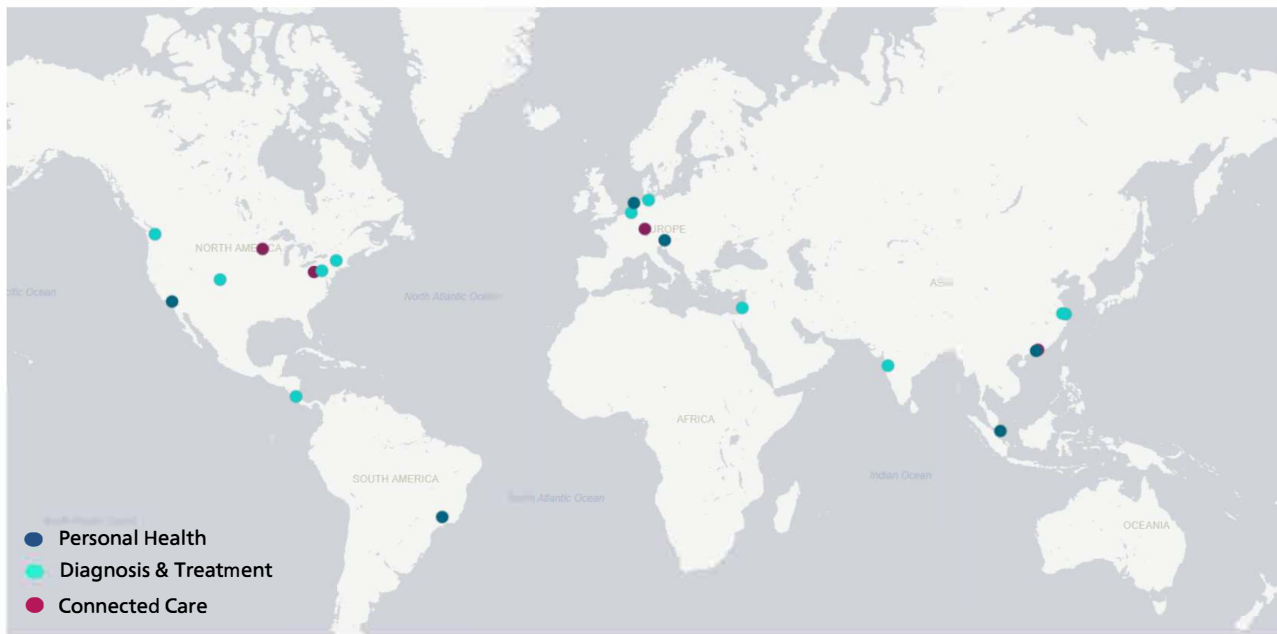 NORTH AMERICA
EUROPE
ASIA
North Atlantic Ocean
AFRICA
SOUTH AMERICA
Indian Ocean
South Atlantic Ocean
OCEANIA
Personal Health
Diagnosis & Treatment
Connected Care